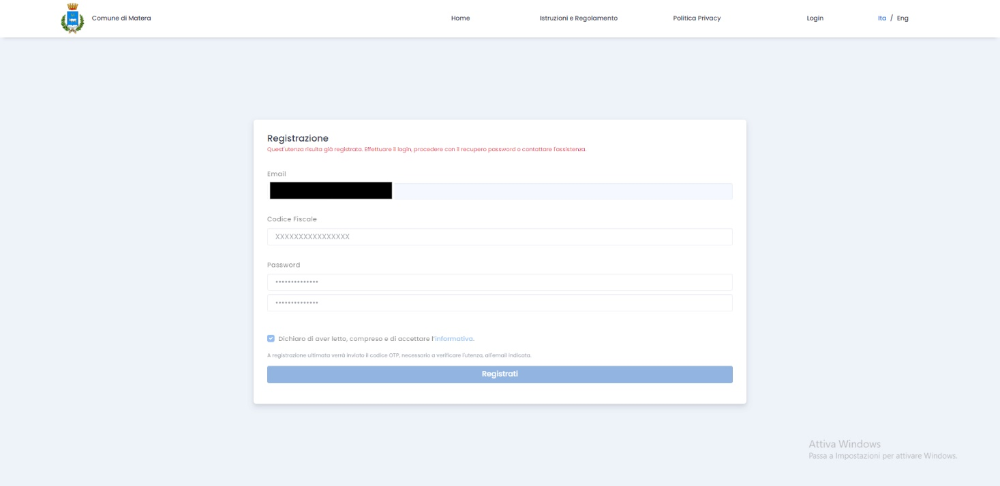 Comune di Matera
Home
Istruzioni e Regolamento
Politica Privacy
Login
Ita / Eng
Registrazione
Quest'utenza risulta già registrata. Effettuare il login, procedere con il recupero password o contattare l'assistenza.
Email
Codice Fiscale
XXXXXXXXXXXXXXXX
Password
••••••••••••••
••••••••••••••
Dichiaro di aver letto, compreso e di accettare l'informativa.
A registrazione ultimata verrà inviato il codice OTP, necessario a verificare l'utenza, all'email indicata.
Registrati
Attiva Windows
Passa a Impostazioni per attivare Windows.